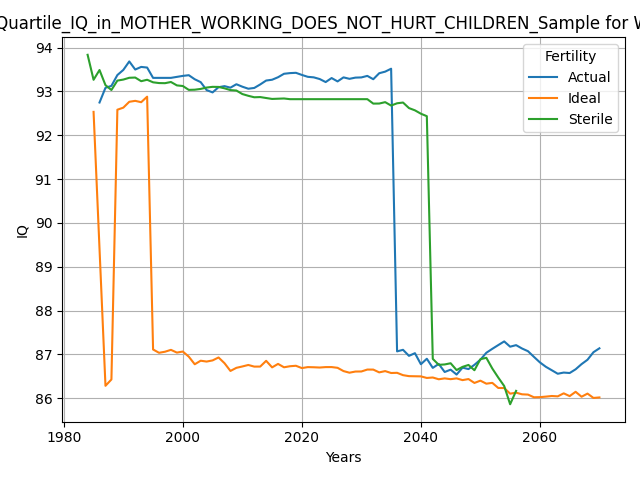 Quartile_IQ_in_MOTHER_WORKING_DOES_NOT_HURT_CHILDREN_Sample for W
94
93
92
91
90
89
88
87
86
IQ
1980
2000
2020
2040
2060
Years
Fertility
Actual
Ideal
Sterile